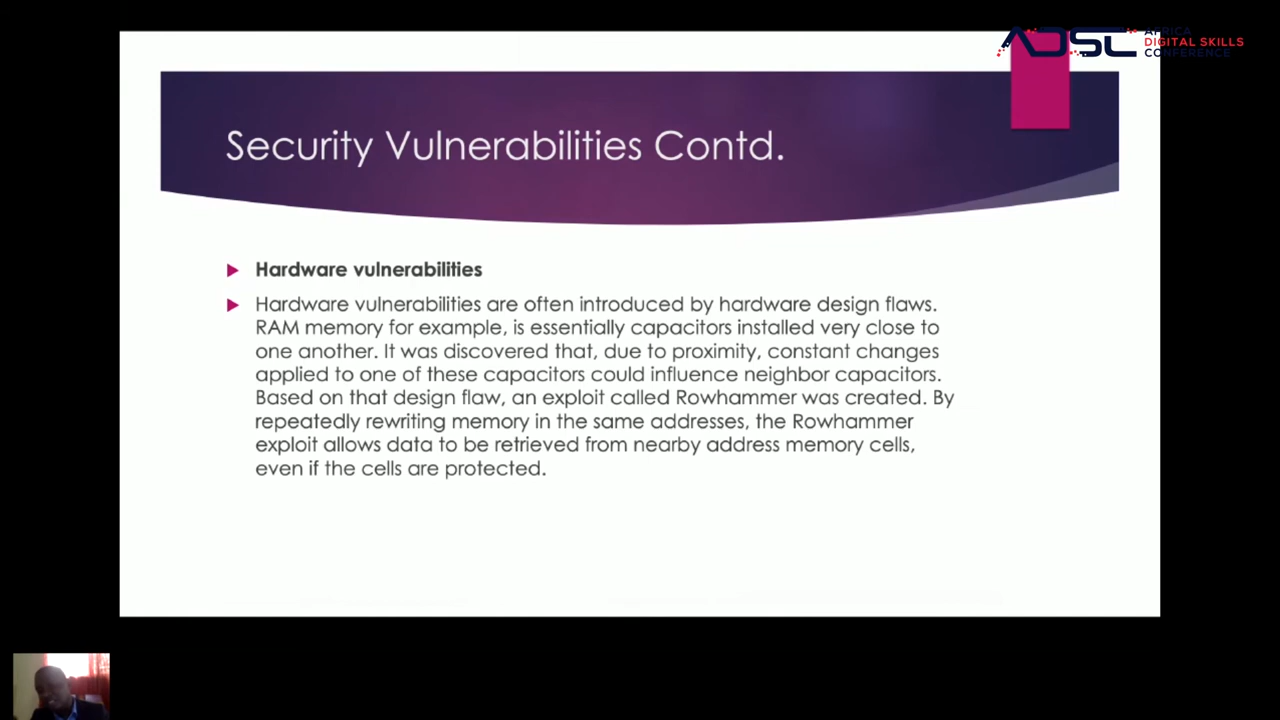 AFRICA
ADSC DIGITAL SKILLS
CONFERENCE
Security Vulnerabilities Contd.
Hardware vulnerabilities
Hardware vulnerabilities are often introduced by hardware design flaws.
RAM memory for example, is essentially capacitors installed very close to
one another. It was discovered that, due to proximity, constant changes
applied to one of these capacitors could influence neighbor capacitors.
Based on that design flaw, an exploit called Rowhammer was created. By
repeatedly rewriting memory in the same addresses, the Rowhammer
exploit allows data to be retrieved from nearby address memory cells,
even if the cells are protected.